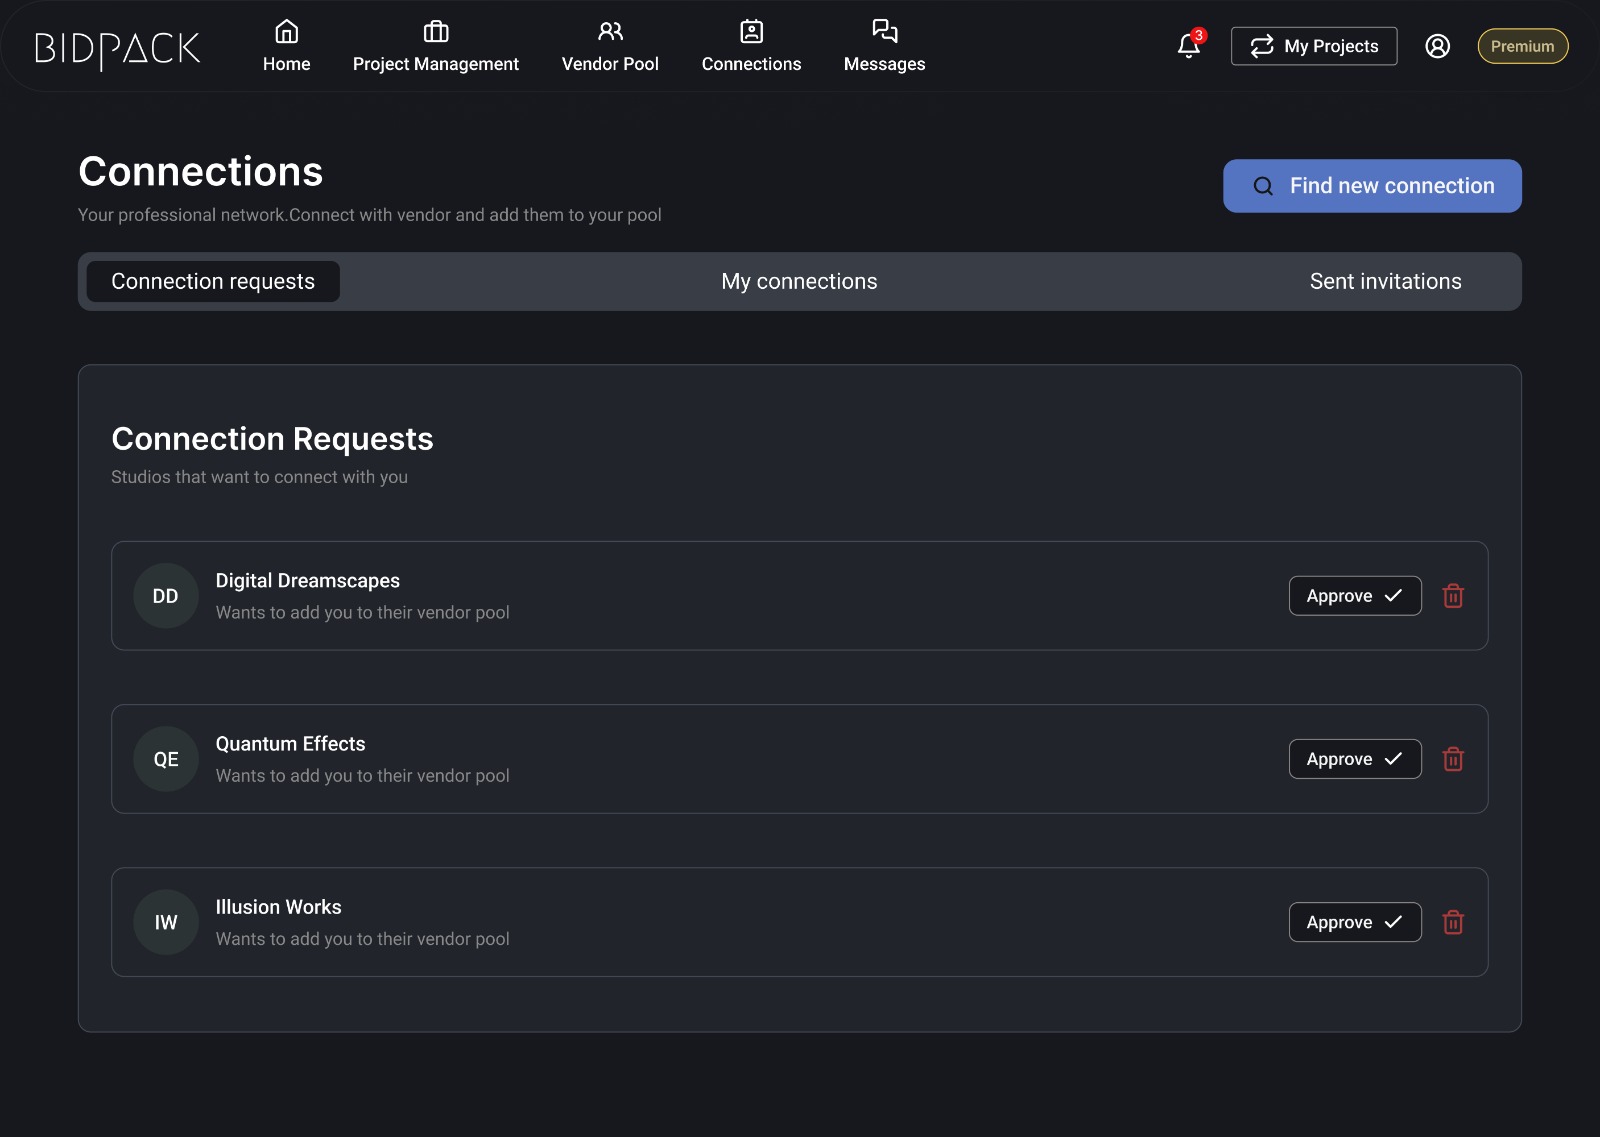 BIDPACK
Home
Project Management
Vendor Pool
Connections
Messages
3
My Projects
Premium
Connections
Your professional network.Connect with vendor and add them to your pool
Find new connection
Connection requests
My connections
Sent invitations
Connection Requests
Studios that want to connect with you
DD
Digital Dreamscapes
Wants to add you to their vendor pool
Approve
QE
Quantum Effects
Wants to add you to their vendor pool
Approve
IW
Illusion Works
Wants to add you to their vendor pool
Approve